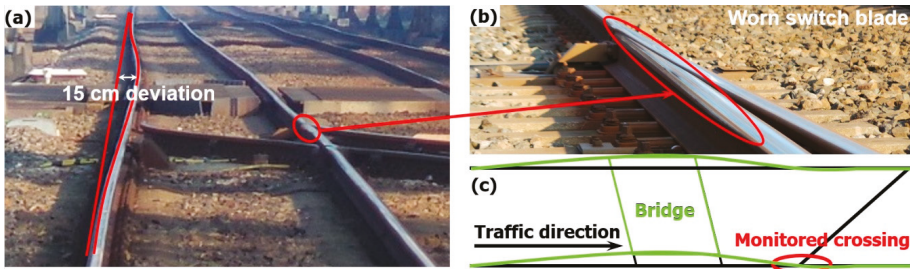 (a)
15 cm deviation
(b)
Worn switch blade
(c)
Bridge
Traffic direction
Monitored crossing